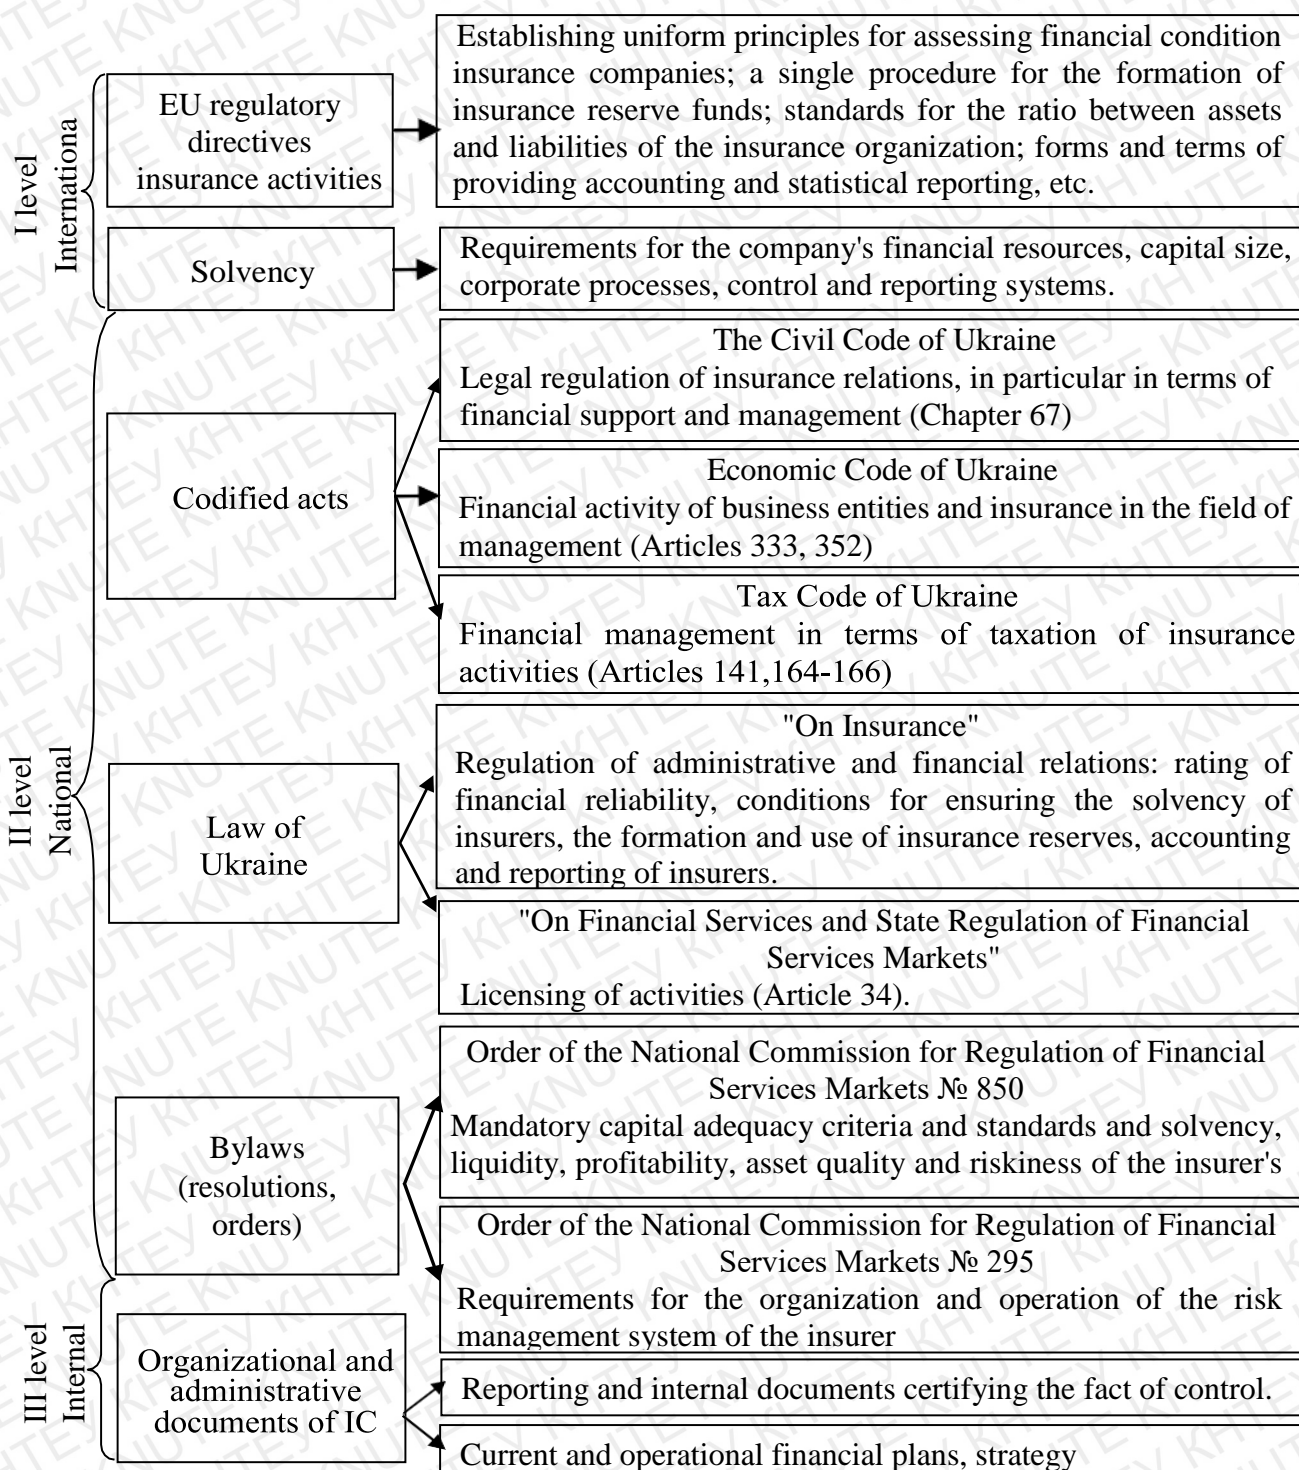 I level
Internationa
EU regulatory
directives
insurance activities
Establishing uniform principles for assessing financial condition
insurance companies; a single procedure for the formation of
insurance reserve funds; standards for the ratio between assets
and liabilities of the insurance organization; forms and terms of
providing accounting and statistical reporting, etc.
Solvency
Requirements for the company's financial resources, capital size,
corporate processes, control and reporting systems.
II level
National
Codified acts
The Civil Code of Ukraine
Legal regulation of insurance relations, in particular in terms of
financial support and management (Chapter 67)
Economic Code of Ukraine
Financial activity of business entities and insurance in the field of
management (Articles 333, 352)
Tax Code of Ukraine
Financial management in terms of taxation of insurance
activities (Articles 141,164-166)
Law of
Ukraine
"On Insurance"
Regulation of administrative and financial relations: rating of
financial reliability, conditions for ensuring the solvency of
insurers, the formation and use of insurance reserves, accounting
and reporting of insurers.
"On Financial Services and State Regulation of Financial
Services Markets"
Licensing of activities (Article 34).
Bylaws
(resolutions,
orders)
Order of the National Commission for Regulation of Financial
Services Markets № 850
Mandatory capital adequacy criteria and standards and solvency,
liquidity, profitability, asset quality and riskiness of the insurer's
Order of the National Commission for Regulation of Financial
Services Markets № 295
Requirements for the organization and operation of the risk
management system of the insurer
III level
Internal
Organizational and
administrative
documents of IC
Reporting and internal documents certifying the fact of control.
Current and operational financial plans, strategy